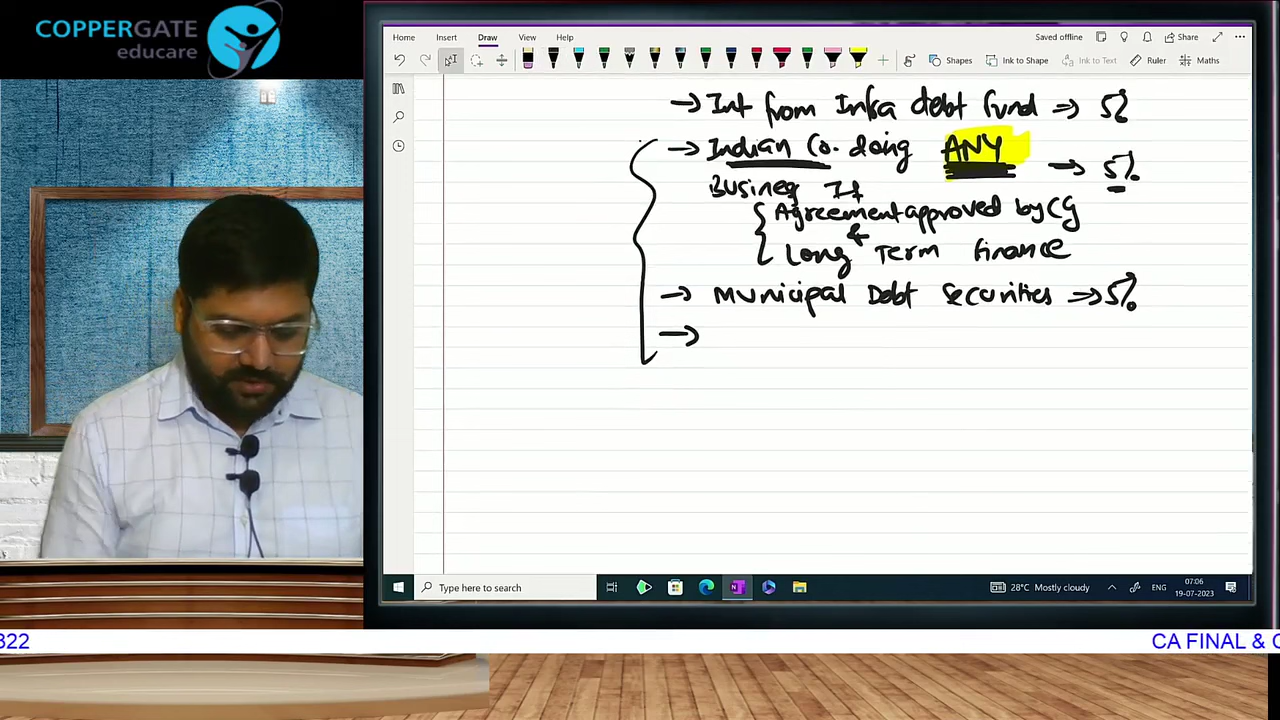 COPPERGATE
educare
Home Insert Draw View Help
Saved offline
Share
Shapes
Ink to Shape
Ink to Text
Ruler
Maths
→ Int from Infra debt fund ⇒ 5%
→ Indian Co. doing ANY → 5%
Business If
Agreement approved by CG
&
Long Term finance
→ Municipal Debt Securities ⇒ 5%
→
Type here to search
28°C Mostly cloudy
ENG
07:06
19-07-2023
322
CA FINAL & C